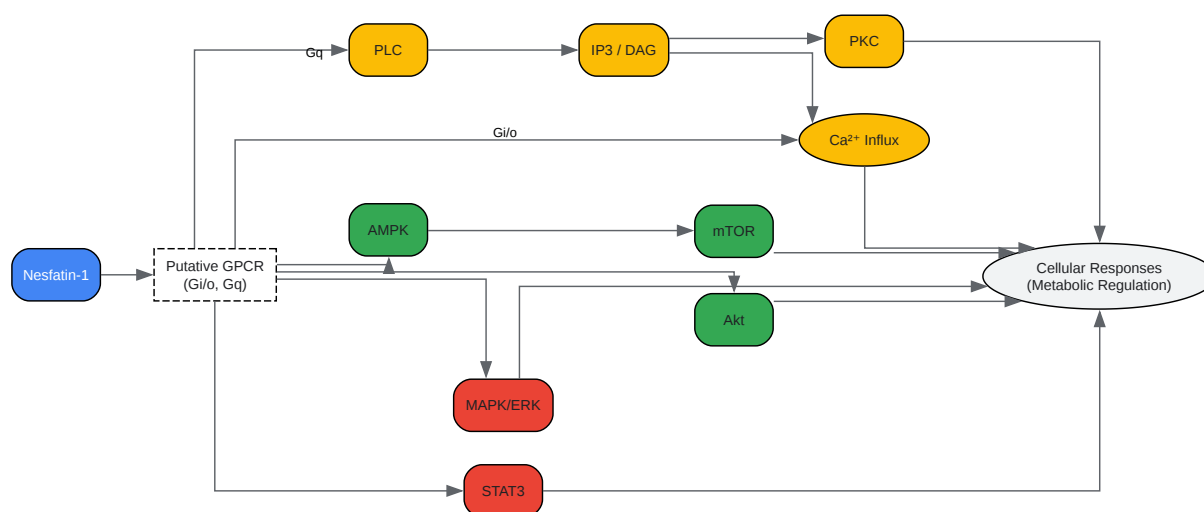 PKC
PLC
Gq
IP3 / DAG
Gi/o
Ca²⁺ Influx
AMPK
mTOR
Nesfatin-1
Putative GPCR
(Gi/o, Gq)
Cellular Responses
(Metabolic Regulation)
Akt
MAPK/ERK
STAT3